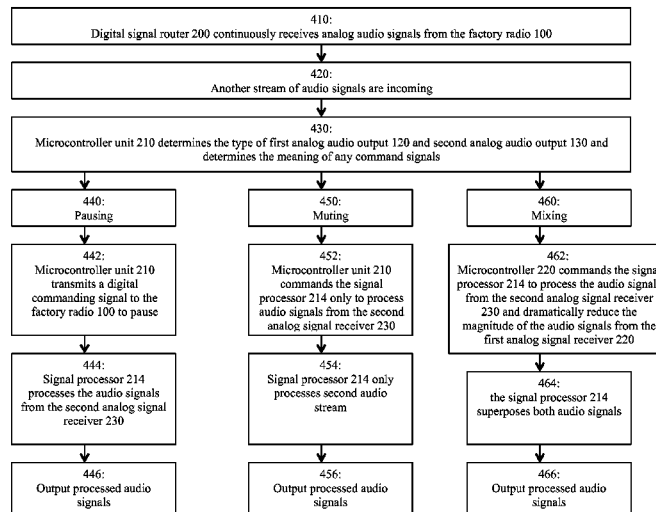 410:
Digital signal router 200 continuously receives analog audio signals from the factory radio 100
420:
Another stream of audio signals are incoming
430:
Microcontroller unit 210 determines the type of first analog audio output 120 and second analog audio output 130 and
determines the meaning of any command signals
440:
Pausing
450:
Muting
460:
Mixing
442:
Microcontroller unit 210
transmits a digital
commanding signal to the
factory radio 100 to pause
452:
Microcontroller unit 210
commands the signal
processor 214 only to process
audio signals from the second
analog signal receiver 230
462:
Microcontroller 220 commands the signal
processor 214 to process the audio signals
from the second analog signal receiver
230 and dramatically reduce the
magnitude of the audio signals from the
first analog signal receiver 220
444:
Signal processor 214
processes the audio signals
from the second analog signal
receiver 230
454:
Signal processor 214 only
processes second audio
stream
464:
the signal processor 214
superposes both audio signals
446:
Output processed audio
signals
456:
Output processed audio
signals
466:
Output processed audio
signals